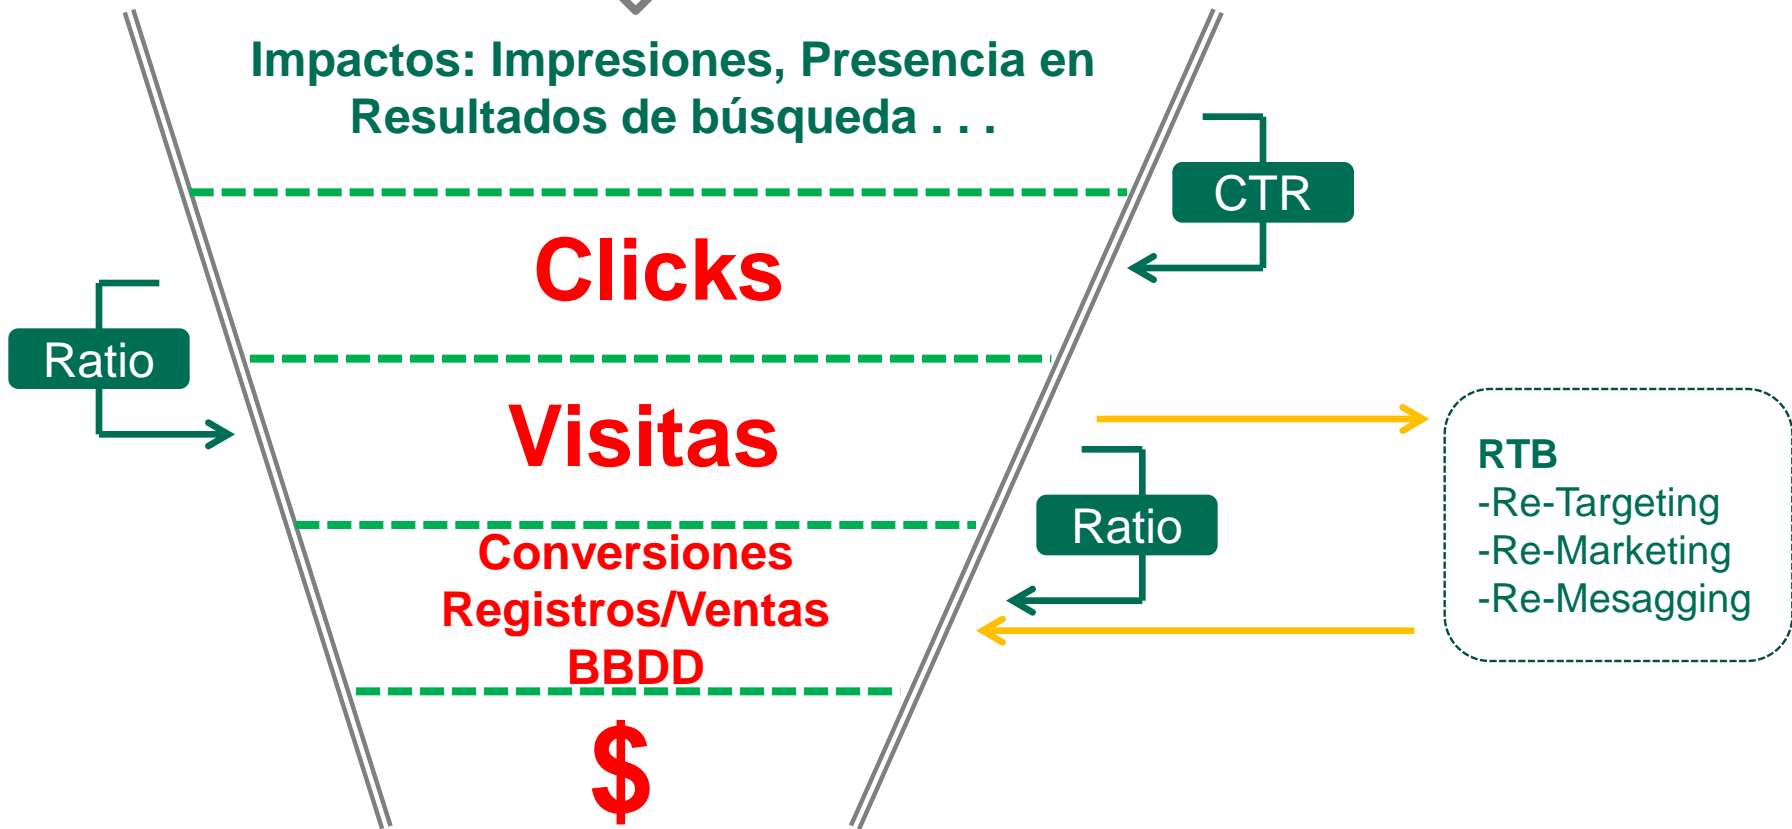 Impactos: Impresiones, Presencia en
Resultados de búsqueda . . .
CTR
Clicks
Ratio
Visitas
Ratio
Conversiones
Registros/Ventas
BBDD
$
RTB
-Re-Targeting
-Re-Marketing
-Re-Mesagging